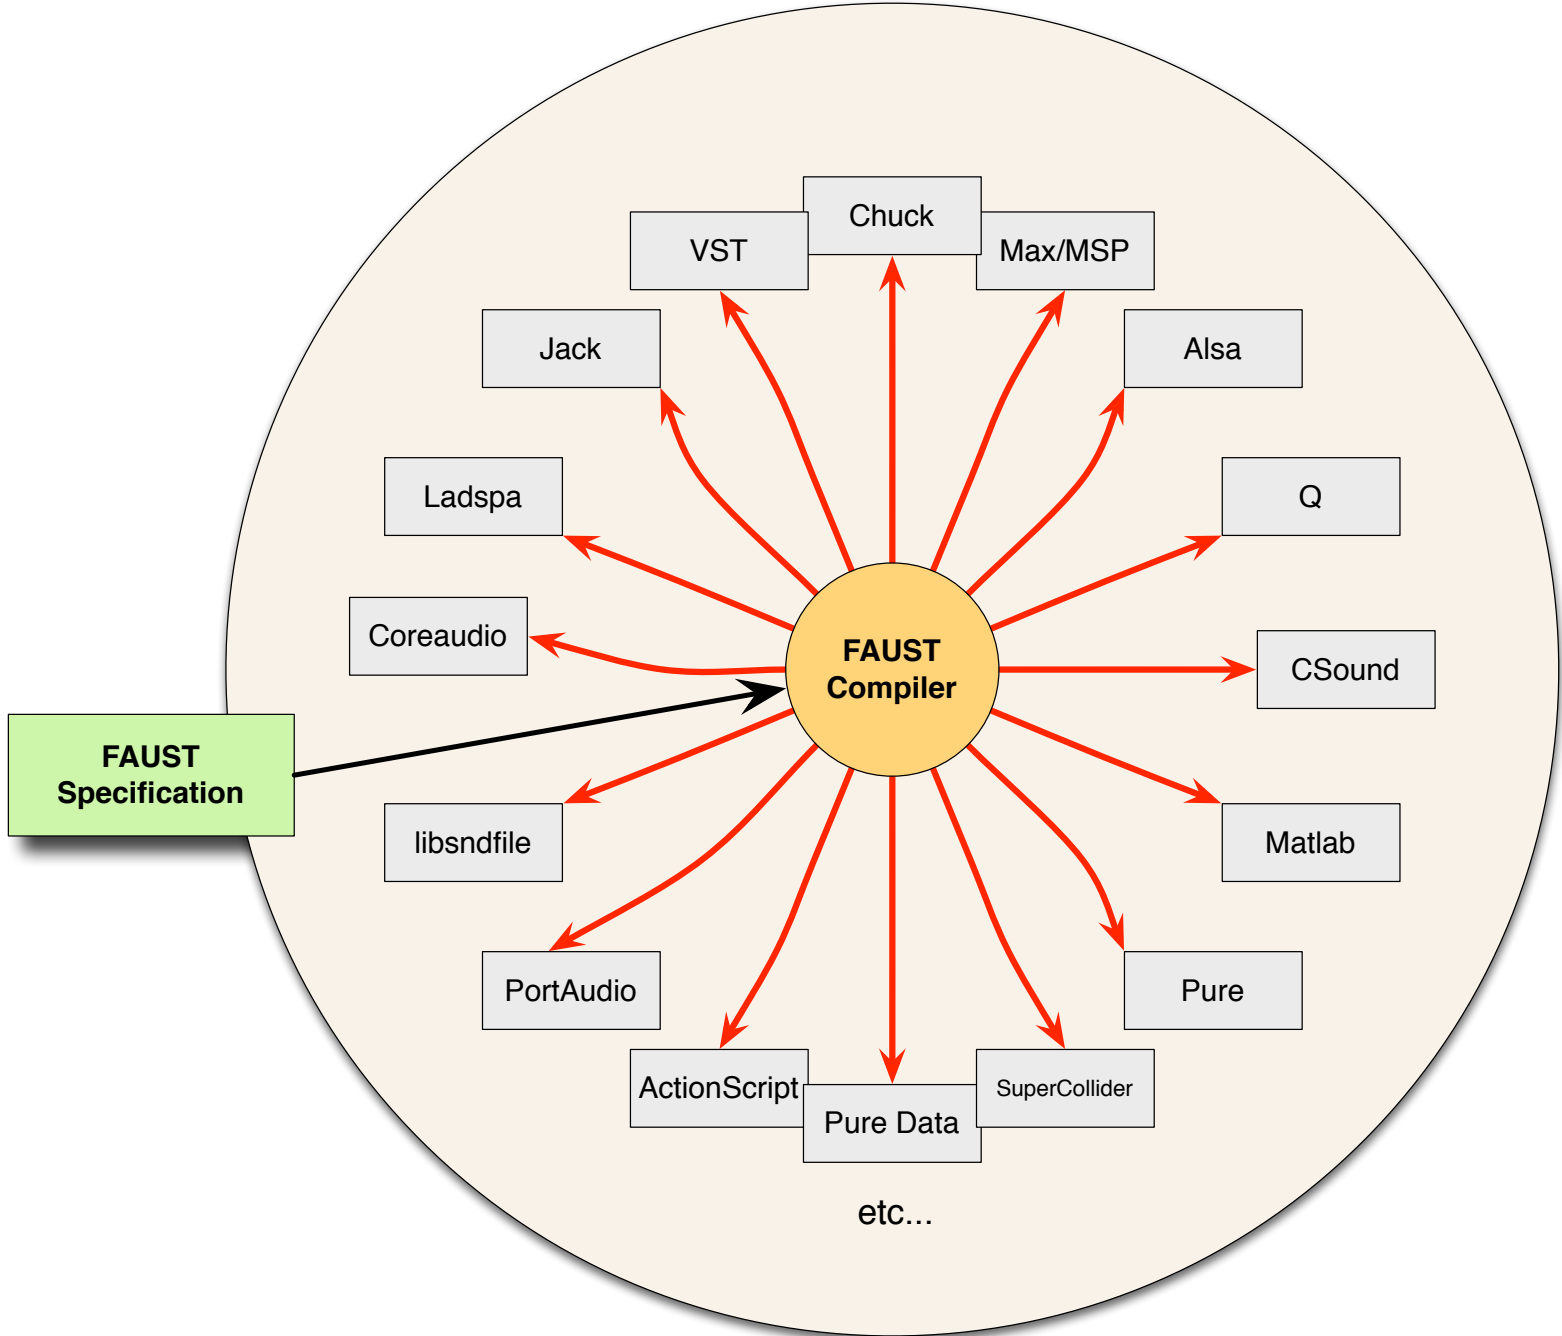 Chuck
VST
Max/MSP
Jack
Alsa
Ladspa
Q
Coreaudio
FAUST
Compiler
CSound
FAUST
Specification
libsndfile
Matlab
PortAudio
Pure
ActionScript
SuperCollider
Pure Data
etc...